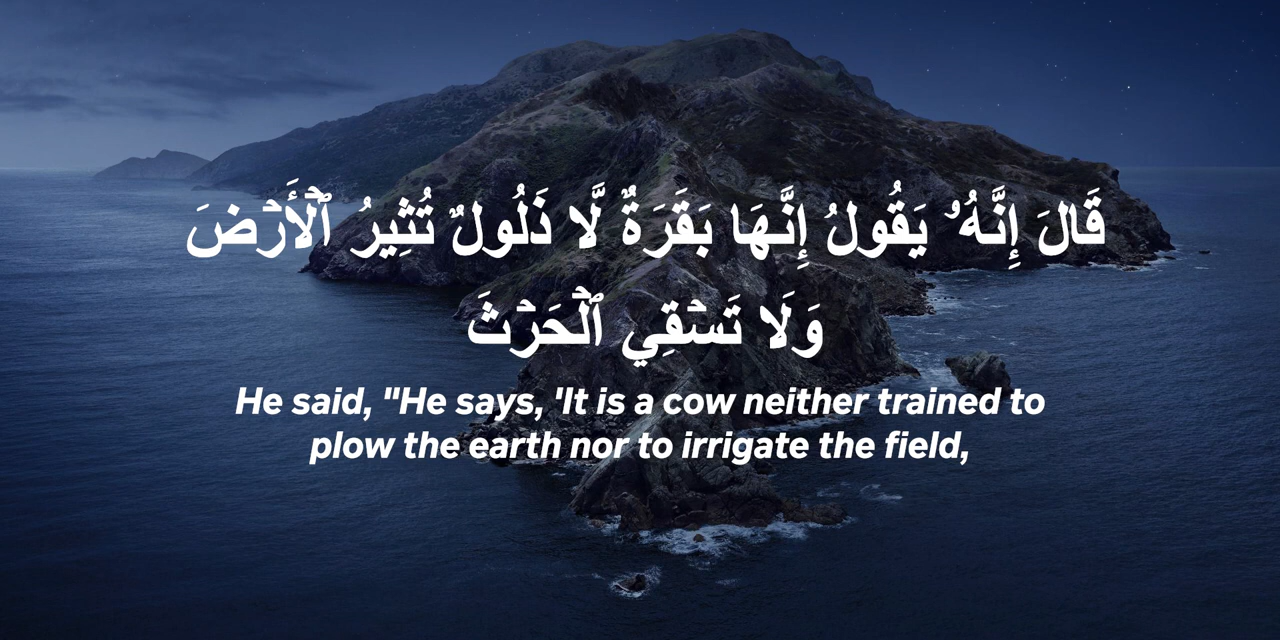 قَالَ إِنَّهُۥ يَقُولُ إِنَّهَا بَقَرَةٌ لَّا ذَلُولٌ تُثِيرُ ٱلْأَرْضَ
وَلَا تَسْقِي ٱلْحَرْثَ
He said, "He says, 'It is a cow neither trained to
plow the earth nor to irrigate the field,